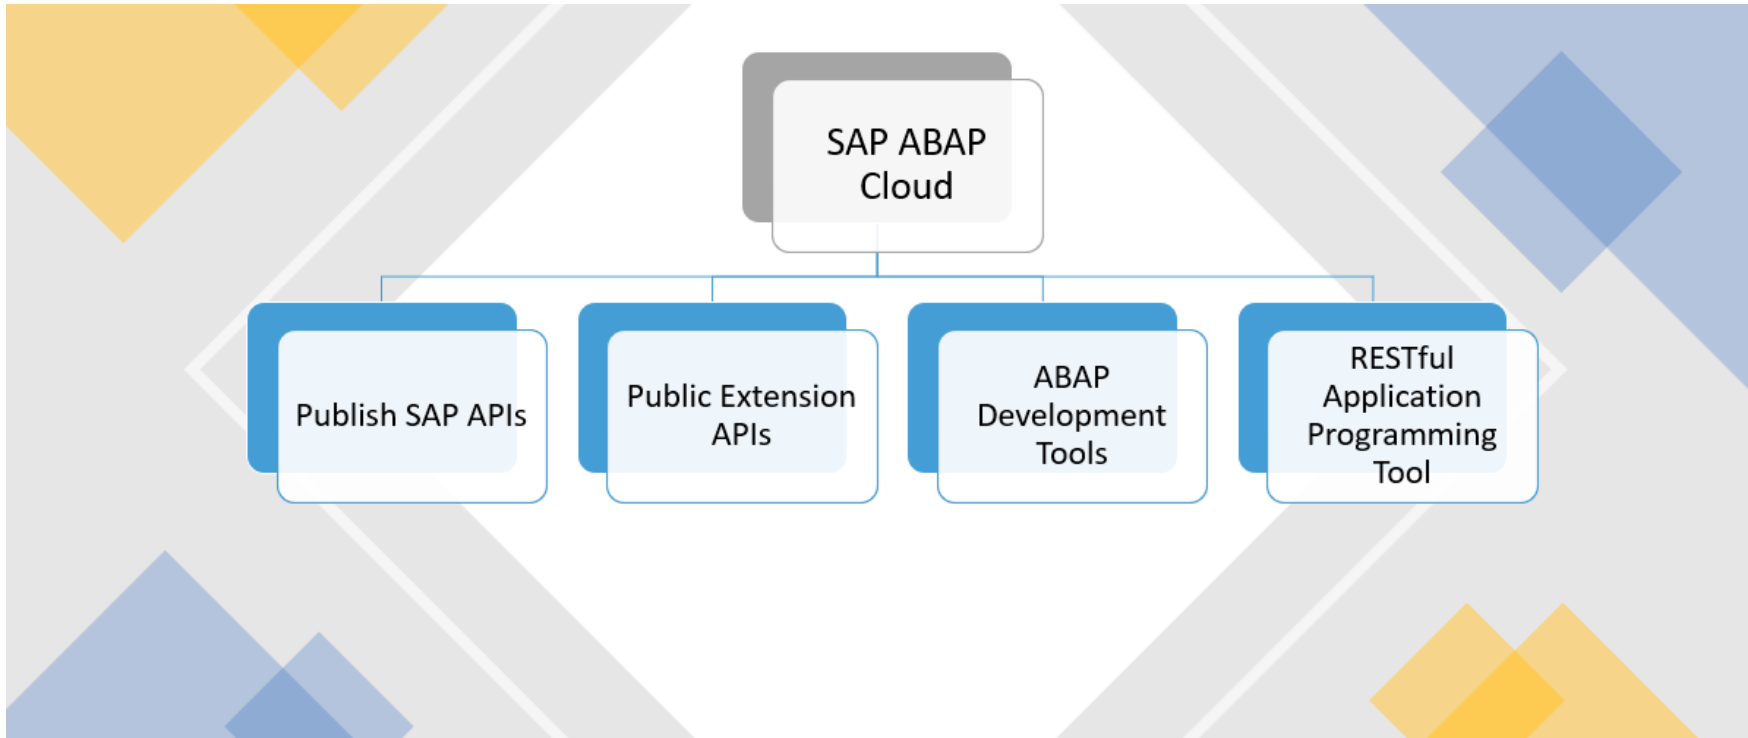 SAP ABAP
Cloud
Publish SAP APIs
Public Extension
APIs
ABAP
Development
Tools
RESTful
Application
Programming
Tool